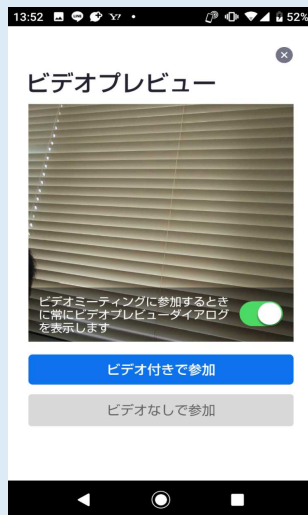 13:52
52%
ビデオプレビュー
ビデオミーティングに参加するとき
に常にビデオプレビューダイアログ
を表示します
ビデオ付きで参加
ビデオなしで参加